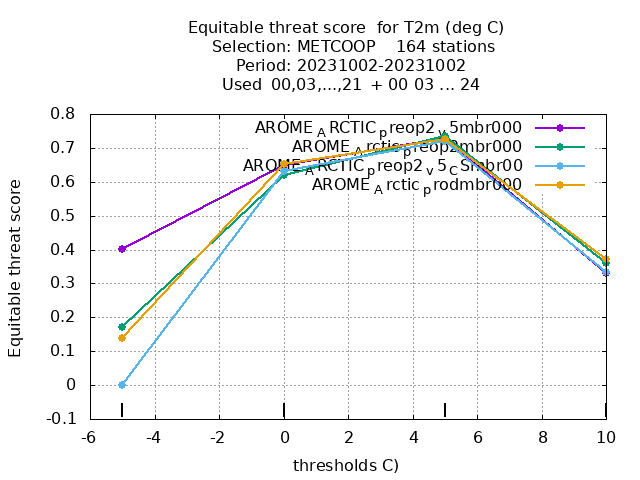 Equitable threat score for T2m (deg C)
Selection: METCOOP 164 stations
Period: 20231002-20231002
Used 00,03,...,21 + 00 03 ... 24
AROME_ARCTIC_preop2_v5mbr000
AROME_Arctic_preop2mbr000
AROME_ARCTIC_preop2_v5_CSmbr00
AROME_Arctic_prodmbr000
Equitable threat score
0.8
0.7
0.6
0.5
0.4
0.3
0.2
0.1
0
-0.1
-6 -4 -2 0 2 4 6 8 10
thresholds C)